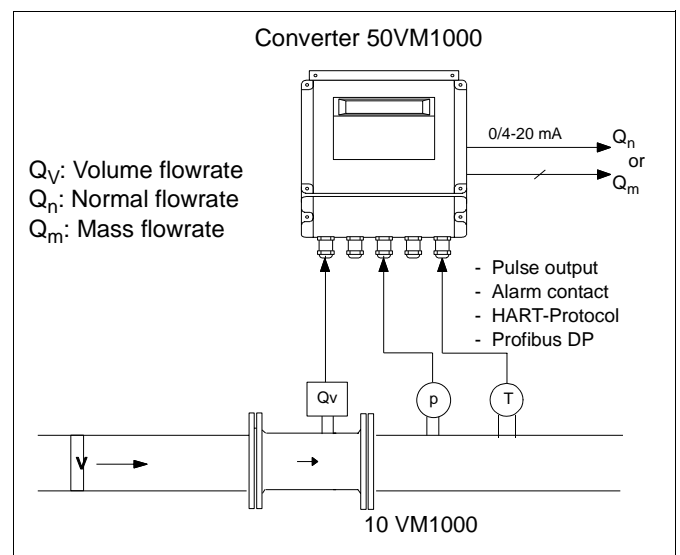 Converter 50VM1000
0/4-20 mA
Qn
or
Qm
QV: Volume flowrate
Qn: Normal flowrate
Qm: Mass flowrate
- Pulse output
- Alarm contact
- HART-Protocol
- Profibus DP
Qv
p
T
V
10 VM1000